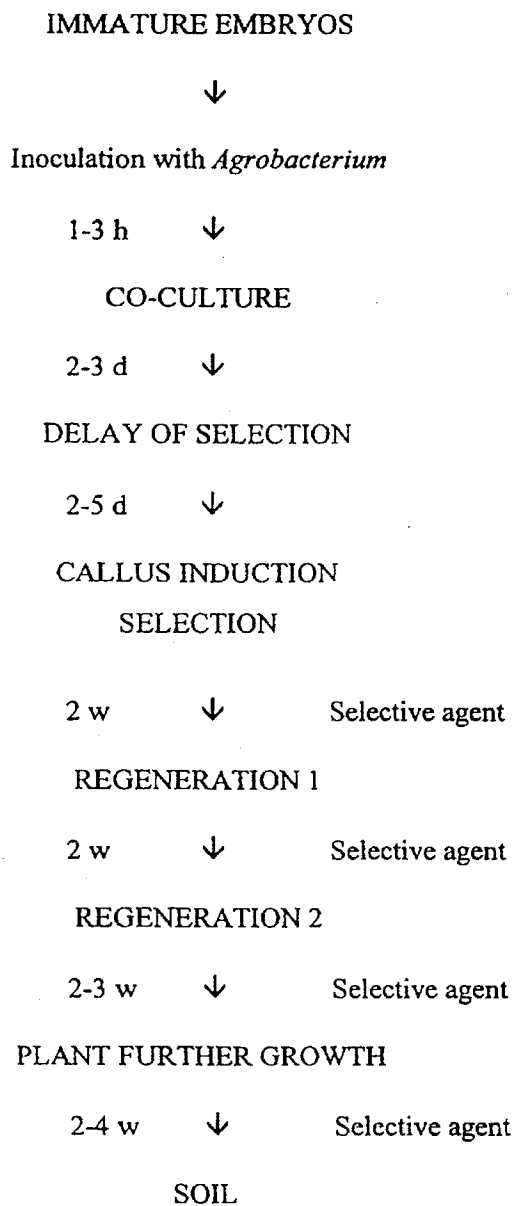 IMMATURE EMBRYOS
↓
Inoculation with Agrobacterium
1-3 h ↓
CO-CULTURE
2-3 d ↓
DELAY OF SELECTION
2-5 d ↓
CALLUS INDUCTION
SELECTION
2 w ↓ Selective agent
REGENERATION 1
2 w ↓ Selective agent
REGENERATION 2
2-3 w ↓ Selective agent
PLANT FURTHER GROWTH
2-4 w ↓ Selective agent
SOIL